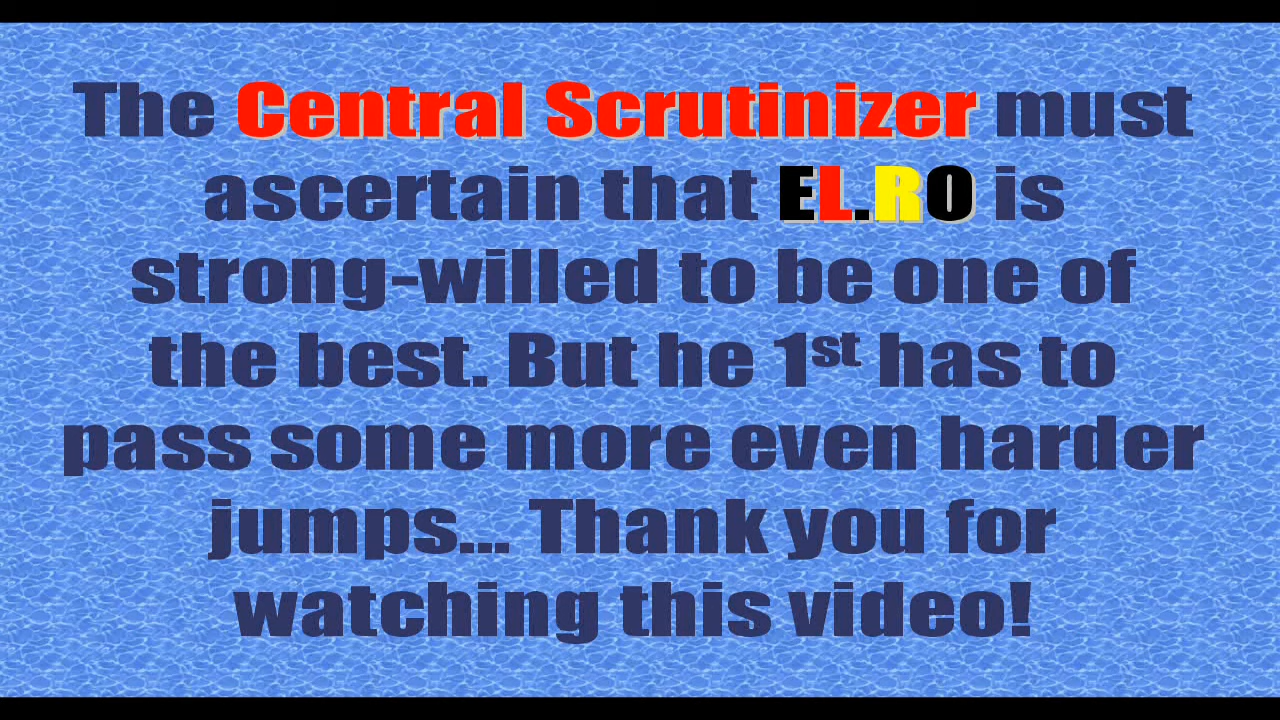 The Central Scrutinizer must
ascertain that EL.RO is
strong-willed to be one of
the best. But he 1st has to
pass some more even harder
jumps... Thank you for
watching this video!